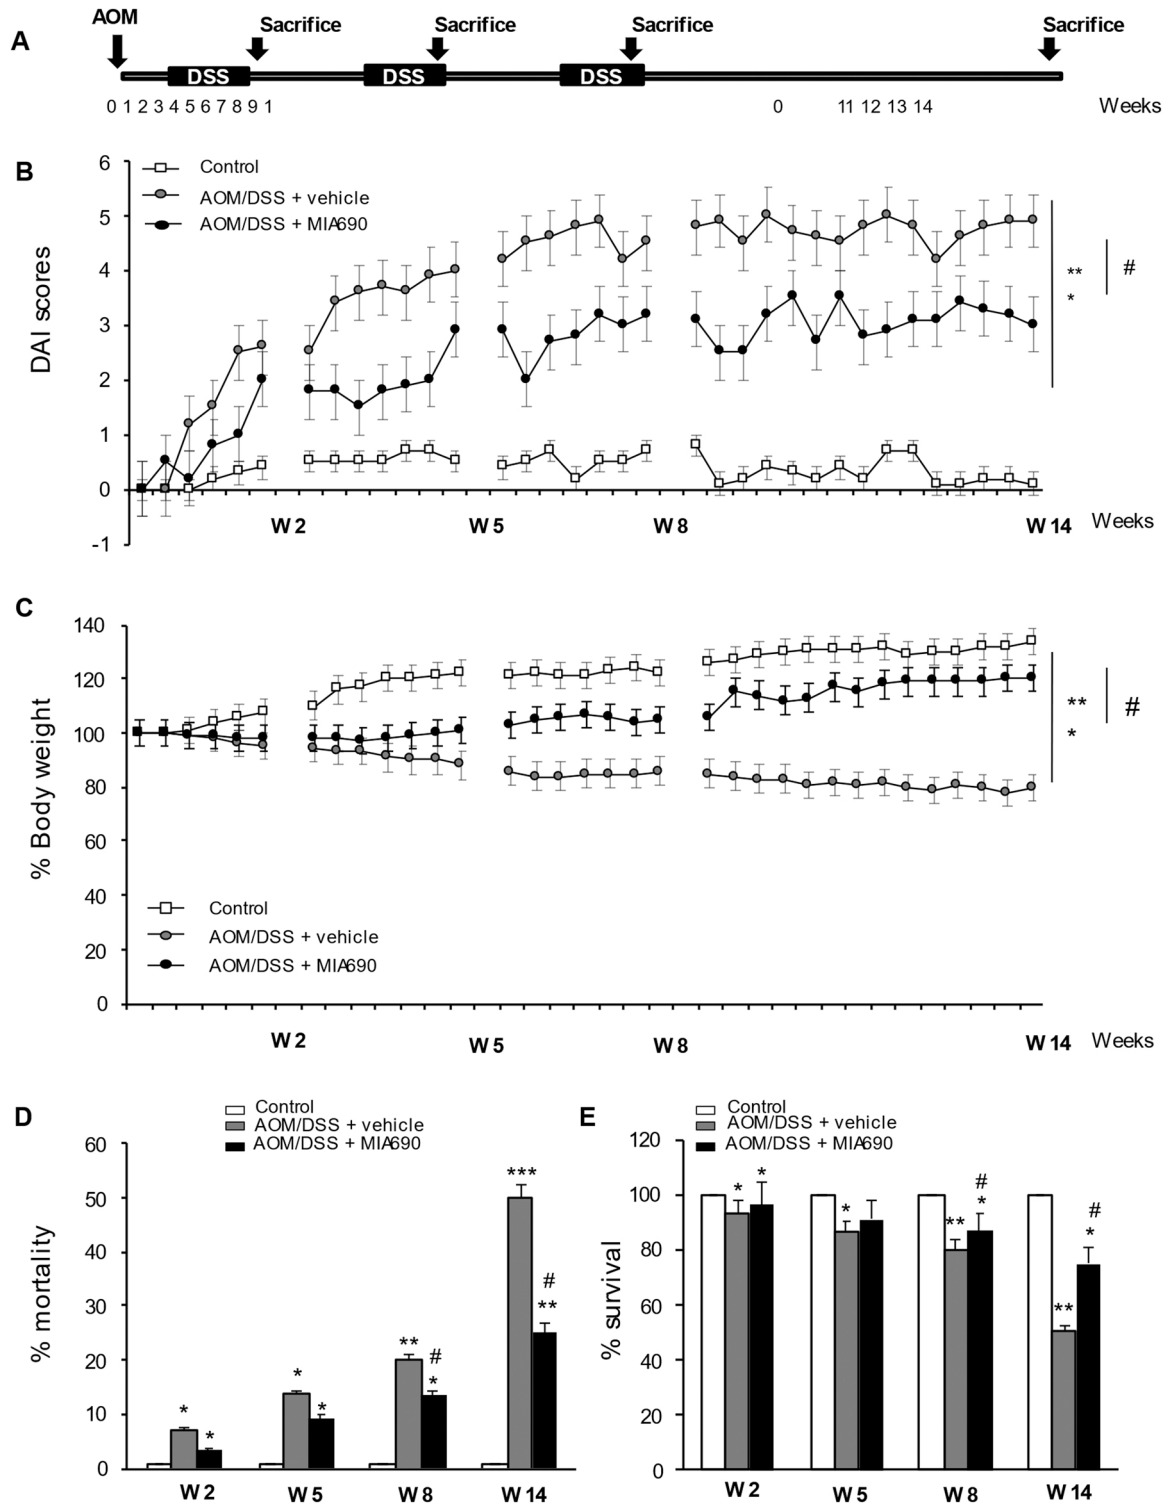 AOM
Sacrifice Sacrifice Sacrifice Sacrifice
A
DSS DSS DSS
0 1 2 3 4 5 6 7 8 9 1 0 11 12 13 14 Weeks
B
Control
AOM/DSS + vehicle
AOM/DSS + MIA690
DAI scores
6
5
4
3
2
1
0
-1
**
*
#
W 2 W 5 W 8 W 14 Weeks
C
% Body weight
140
120
100
80
60
40
20
0
**
*
#
Control
AOM/DSS + vehicle
AOM/DSS + MIA690
W 2 W 5 W 8 W 14 Weeks
D
Control
AOM/DSS + vehicle
AOM/DSS + MIA690
% mortality
60
50
40
30
20
10
0
* * * * ** # * *** # **
W 2 W 5 W 8 W 14
E
Control
AOM/DSS + vehicle
AOM/DSS + MIA690
% survival
120
100
80
60
40
20
0
* * * ** # * ** # *
W 2 W 5 W 8 W 14